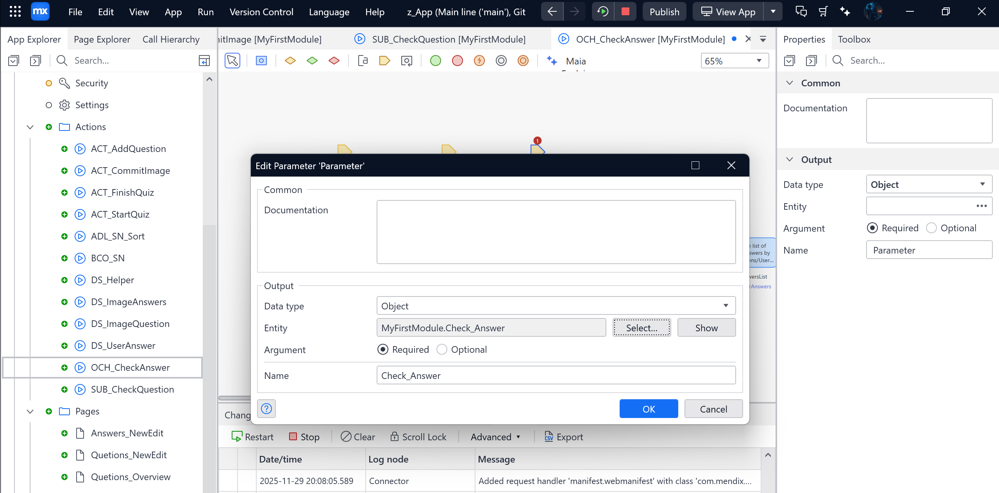 mx File Edit View App Run Version Control Language Help z_App (Main line ('main'), Git Publish View App
App Explorer Page Explorer Call Hierarchy
Search...
Security
Settings
Actions
ACT_AddQuestion
ACT_CommitImage
ACT_FinishQuiz
ACT_StartQuiz
ADL_SN_Sort
BCO_SN
DS_Helper
DS_ImageAnswers
DS_ImageQuestion
DS_UserAnswer
OCH_CheckAnswer
SUB_CheckQuestion
Pages
Answers_NewEdit
Quetions_NewEdit
Quetions_Overview
itImage [MyFirstModule] SUB_CheckQuestion [MyFirstModule] OCH_CheckAnswer [MyFirstModule]
Maia
65%
1
Edit Parameter 'Parameter'
Common
Documentation
Output
Data type Object
Entity MyFirstModule.Check_Answer Select... Show
Argument Required Optional
Name Check_Answer
? OK Cancel
e list of
swers by
ons/User...
wersList
rAnswers
Chang
Restart Stop Clear Scroll Lock Advanced CSV Export
Date/time Log node Message
2025-11-29 20:08:05.589 Connector Added request handler 'manifest.webmanifest' with class 'com.mendix....
Properties Toolbox
Search...
Common
Documentation
Output
Data type Object
Entity ...
Argument Required Optional
Name Parameter